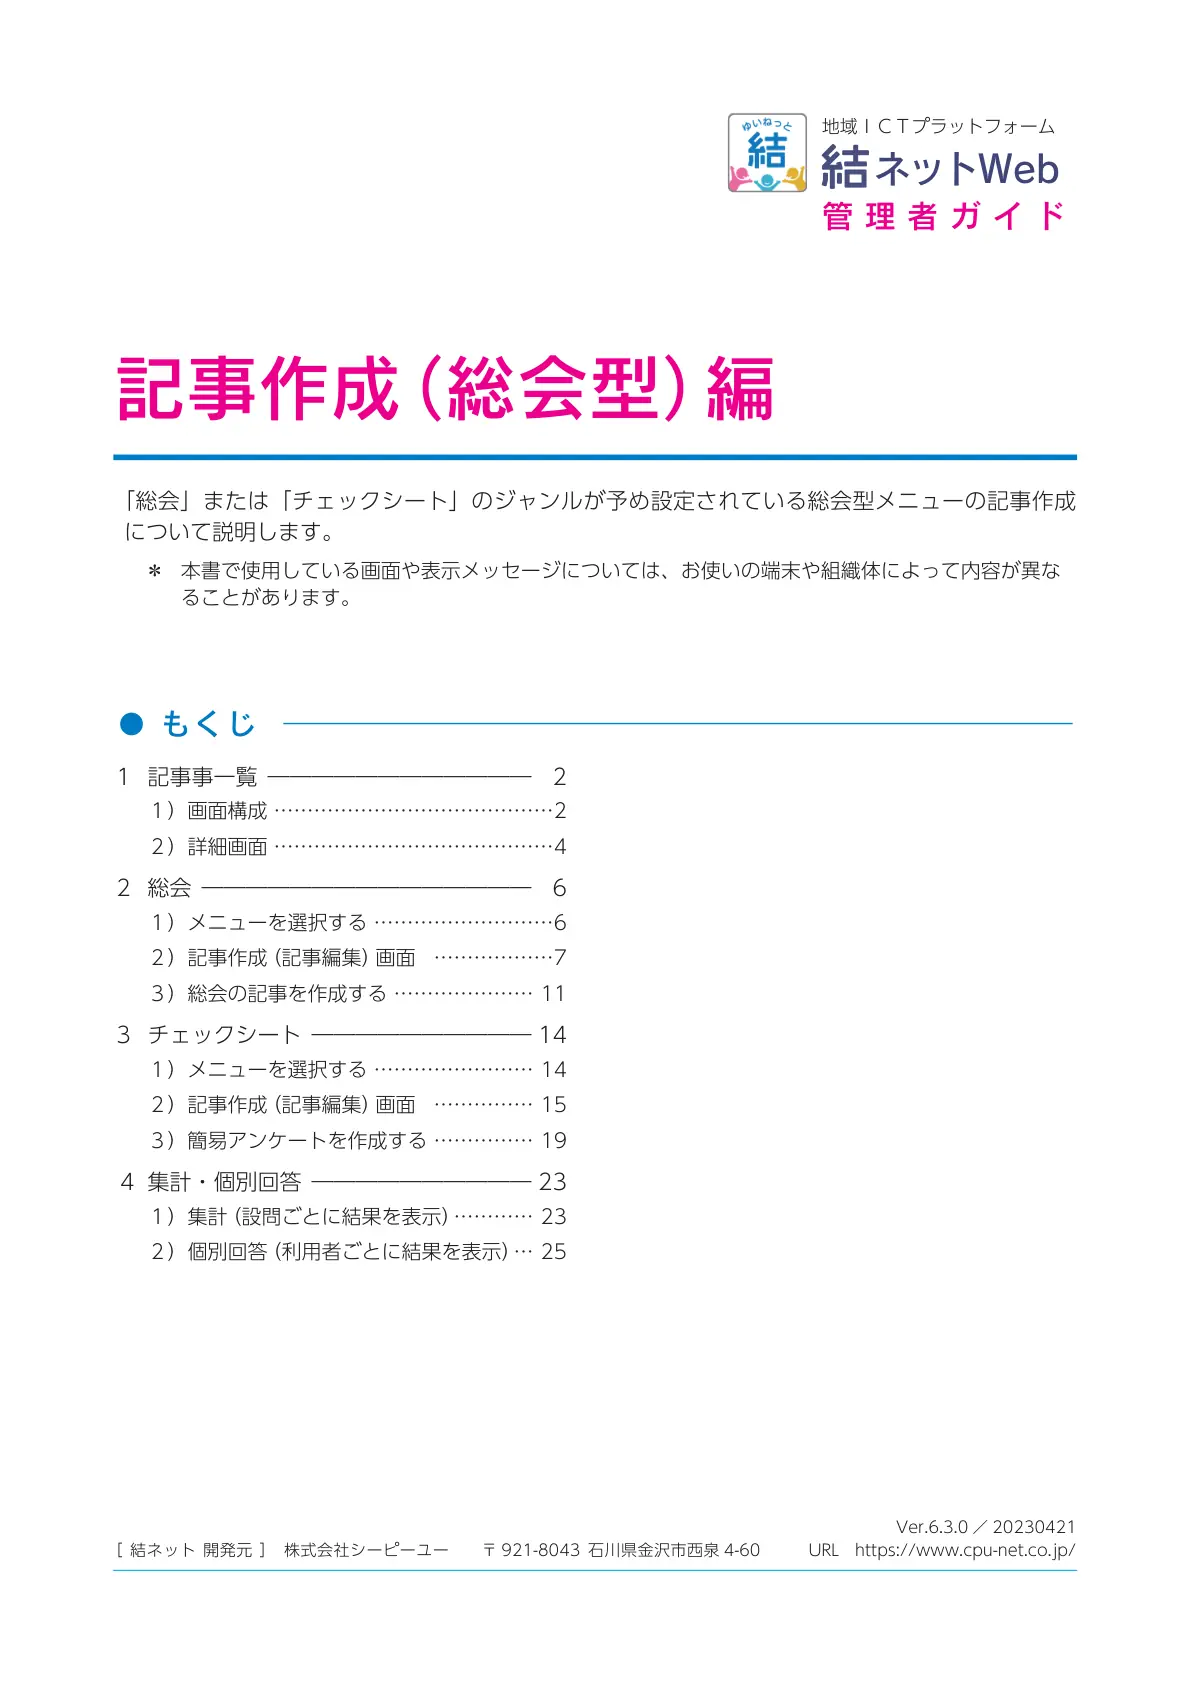 ゆいねっと
結
地域ＩＣＴプラットフォーム
結ネットWeb
管理者ガイド
記事作成（総会型）編
「総会」または「チェックシート」のジャンルが予め設定されている総会型メニューの記事作成
について説明します。
＊ 本書で使用している画面や表示メッセージについては、お使いの端末や組織体によって内容が異な
ることがあります。
● もくじ
1 記事事一覧 ―――――――――――― 2
1）画面構成 ……………………………………2
2）詳細画面 ……………………………………4
2 総会 ――――――――――――――― 6
1）メニューを選択する ………………………6
2）記事作成（記事編集）画面 ………………7
3）総会の記事を作成する ………………… 11
3 チェックシート ―――――――――― 14
1）メニューを選択する …………………… 14
2）記事作成（記事編集）画面 …………… 15
3）簡易アンケートを作成する …………… 19
4 集計・個別回答 ―――――――――― 23
1）集計（設問ごとに結果を表示）………… 23
2）個別回答（利用者ごとに結果を表示）… 25
Ver.6.3.0 ／ 20230421
［ 結ネット 開発元 ］ 株式会社シーピーユー 〒 921-8043 石川県金沢市西泉 4-60 URL https://www.cpu-net.co.jp/